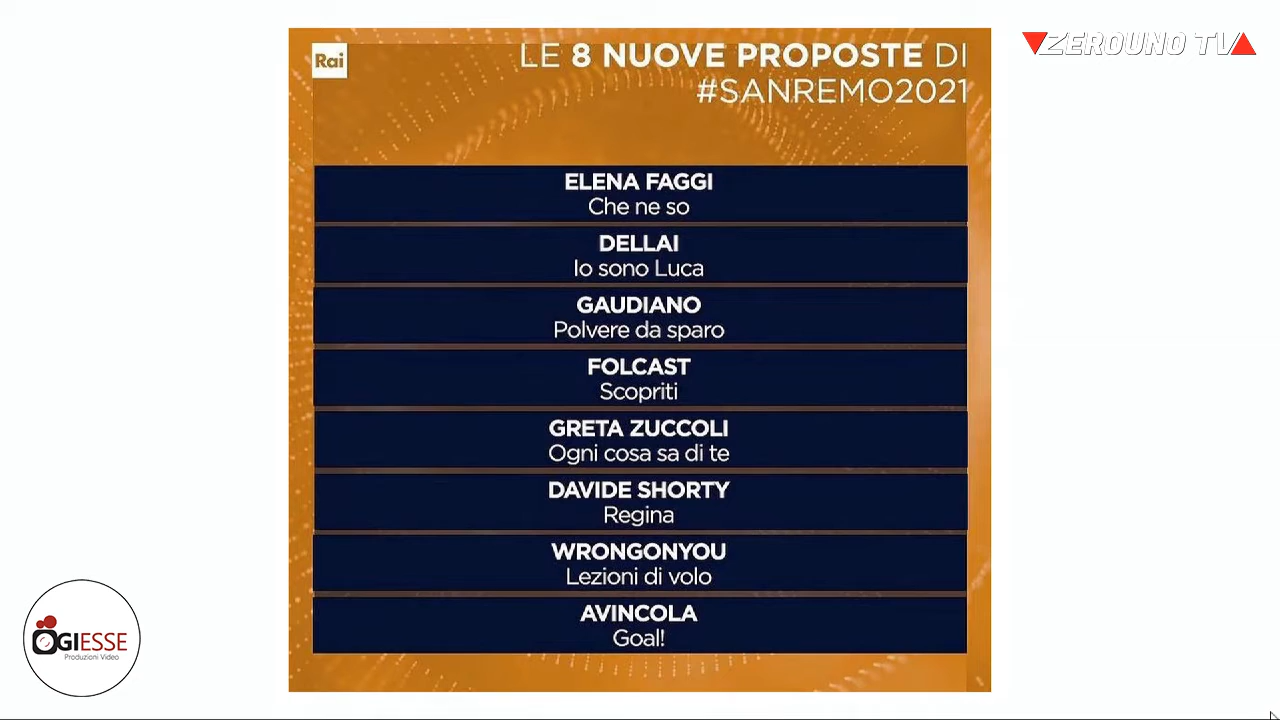 Rai
LE 8 NUOVE PROPOSTE DI
#SANREMO2021
ZEROUNO TV
ELENA FAGGI
Che ne so
DELLAI
Io sono Luca
GAUDIANO
Polvere da sparo
FOLCAST
Scopriti
GRETA ZUCCOLI
Ogni cosa sa di te
DAVIDE SHORTY
Regina
WRONGONYOU
Lezioni di volo
AVINCOLA
Goal!
OGIESSE
Produzioni Video